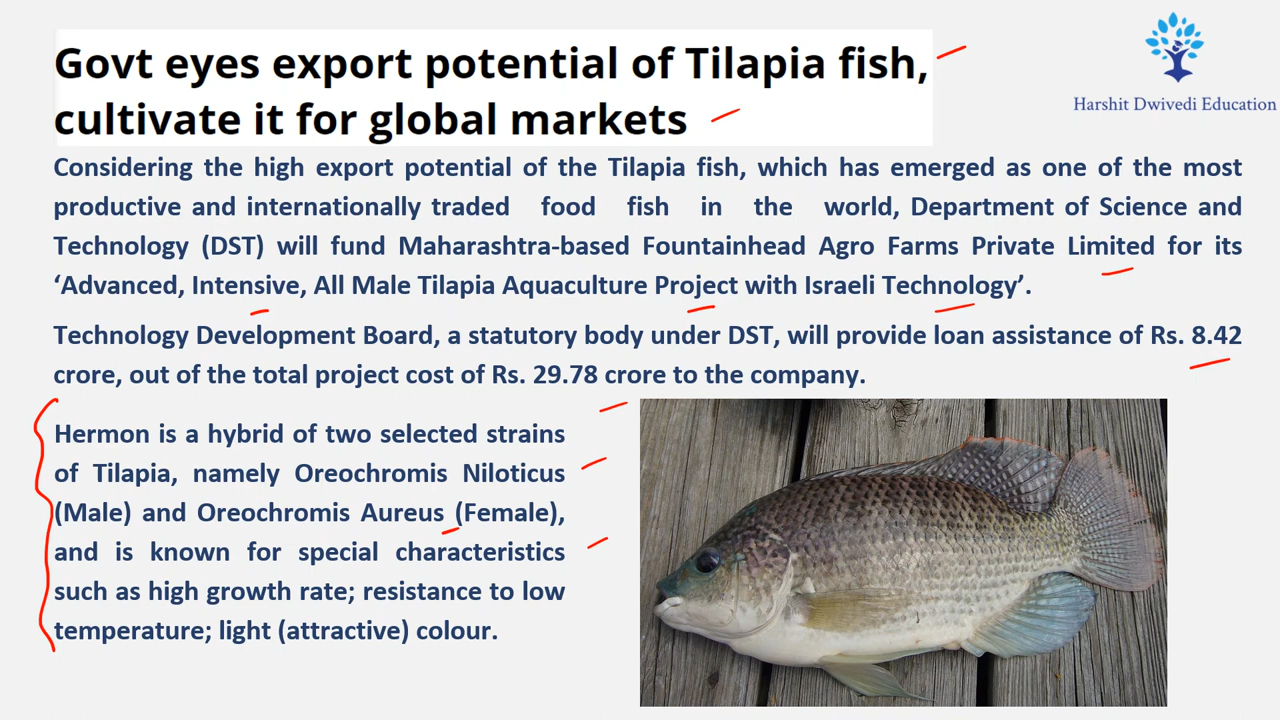 Govt eyes export potential of Tilapia fish,
cultivate it for global markets
Harshit Dwivedi Education
Considering the high export potential of the Tilapia fish, which has emerged as one of the most
productive and internationally traded food fish in the world, Department of Science and
Technology (DST) will fund Maharashtra-based Fountainhead Agro Farms Private Limited for its
‘Advanced, Intensive, All Male Tilapia Aquaculture Project with Israeli Technology’.
Technology Development Board, a statutory body under DST, will provide loan assistance of Rs. 8.42
crore, out of the total project cost of Rs. 29.78 crore to the company.
Hermon is a hybrid of two selected strains
of Tilapia, namely Oreochromis Niloticus
(Male) and Oreochromis Aureus (Female),
and is known for special characteristics
such as high growth rate; resistance to low
temperature; light (attractive) colour.